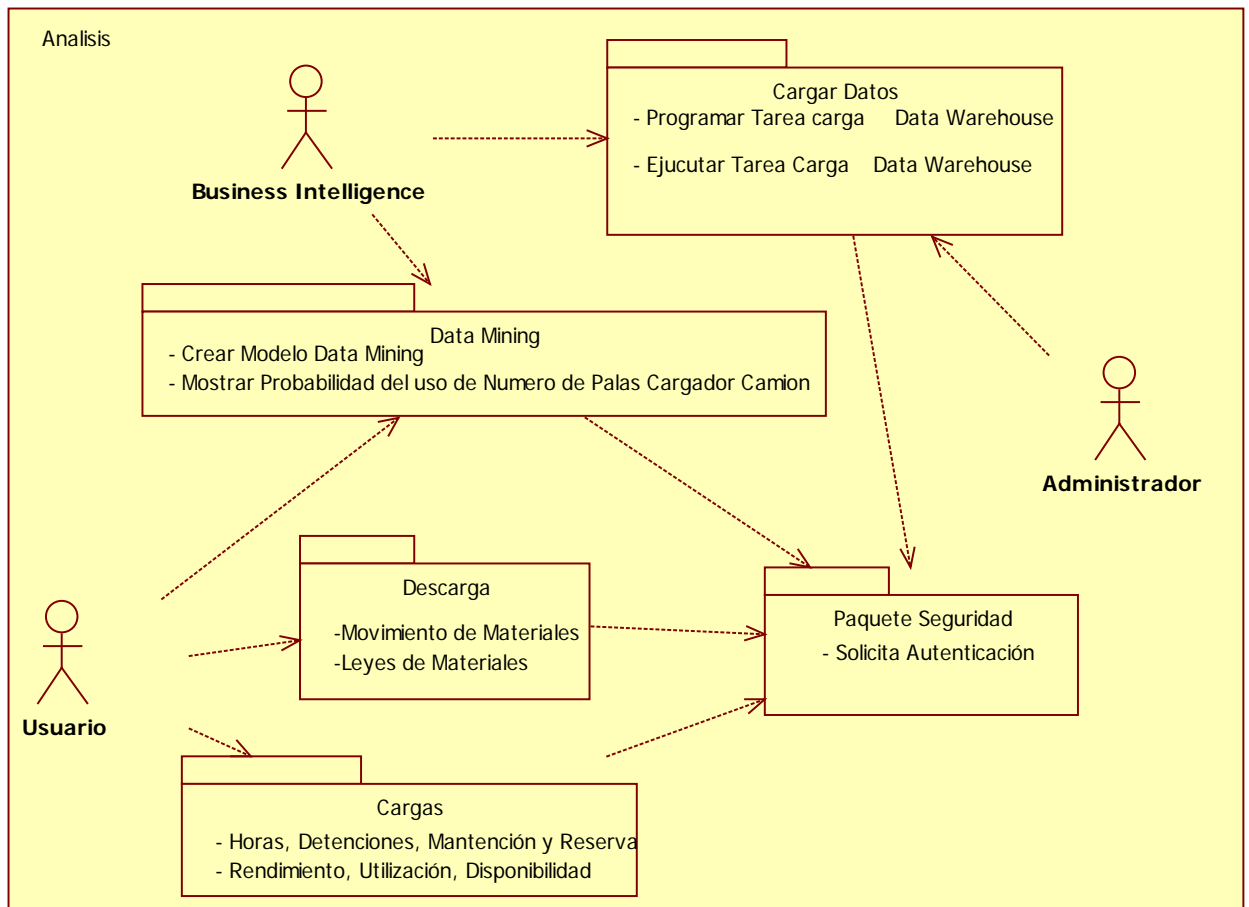 Analisis
Cargar Datos
- Programar Tarea carga Data Warehouse
- Ejucutar Tarea Carga Data Warehouse
Business Intelligence
Data Mining
- Crear Modelo Data Mining
- Mostrar Probabilidad del uso de Numero de Palas Cargador Camion
Administrador
Descarga
-Movimiento de Materiales
-Leyes de Materiales
Paquete Seguridad
- Solicita Autenticación
Usuario
Cargas
- Horas, Detenciones, Mantención y Reserva
- Rendimiento, Utilización, Disponibilidad